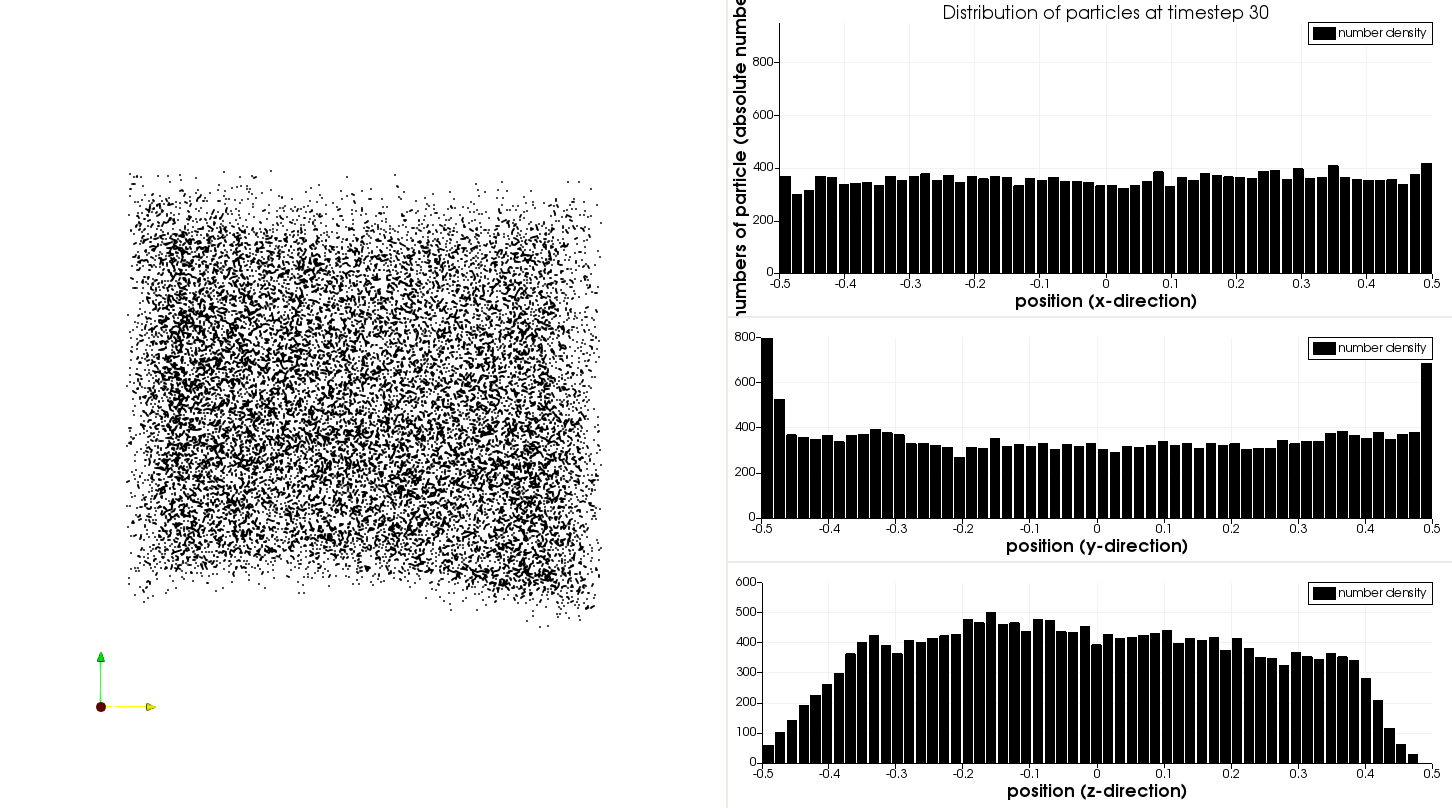 Distribution of particles at timestep 30
numbers of particle (absolute numbe
number density
800
600
400
200
0
-0.5 -0.4 -0.3 -0.2 -0.1 0 0.1 0.2 0.3 0.4 0.5
position (x-direction)
number density
800
600
400
200
0
-0.5 -0.4 -0.3 -0.2 -0.1 0 0.1 0.2 0.3 0.4 0.5
position (y-direction)
number density
600
500
400
300
200
100
0
-0.5 -0.4 -0.3 -0.2 -0.1 0 0.1 0.2 0.3 0.4 0.5
position (z-direction)